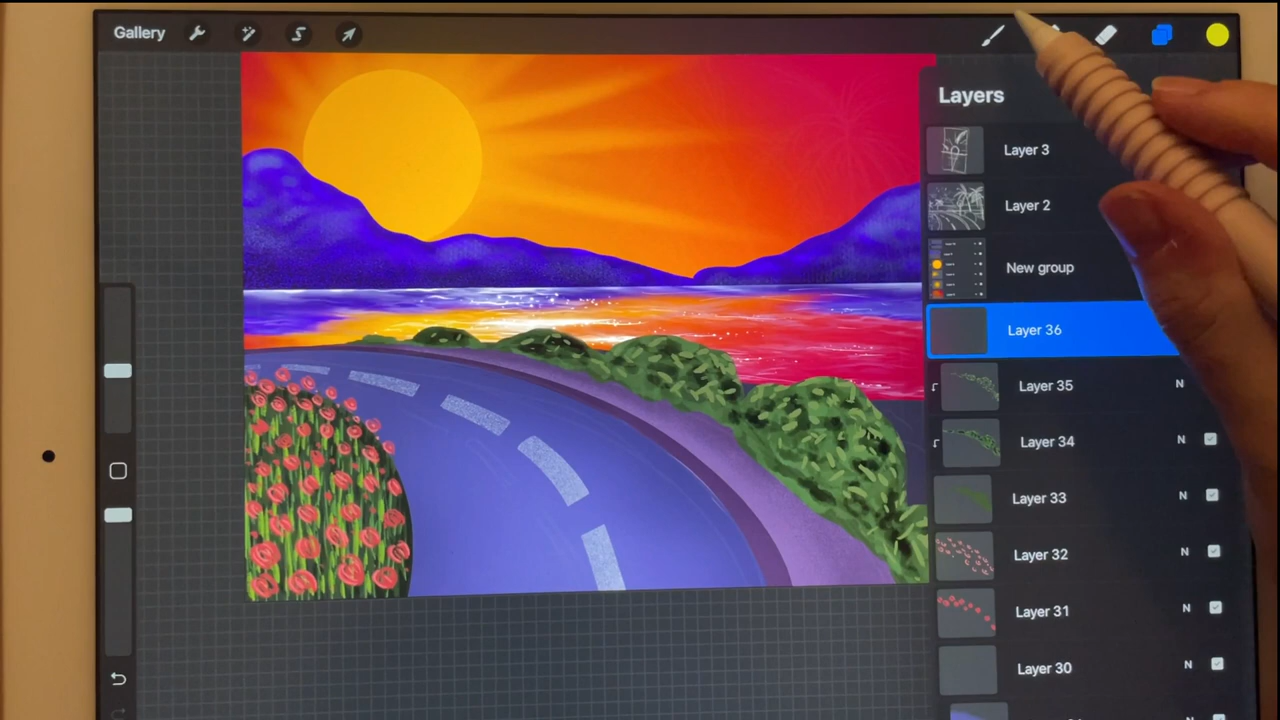 Gallery
Layers
Layer 3
Layer 2
New group
Layer 36
Layer 35
N
Layer 34
N
Layer 33
N
Layer 32
N
Layer 31
N
Layer 30
N